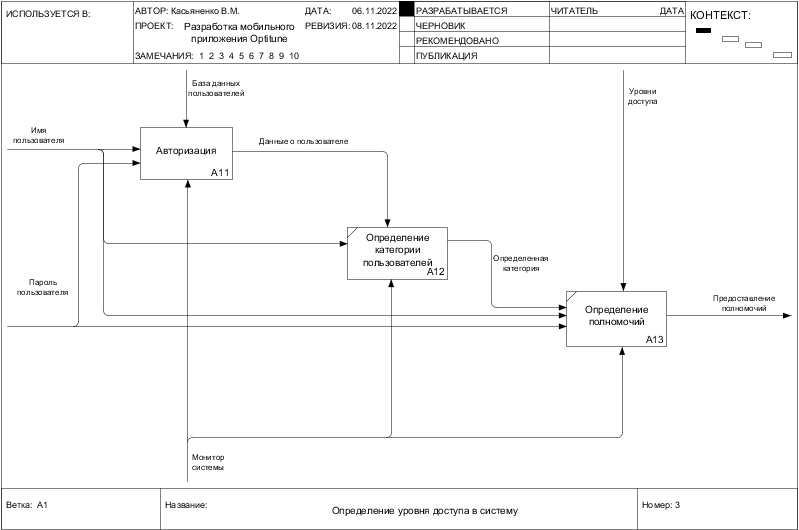 ИСПОЛЬЗУЕТСЯ В:
АВТОР: Касьяненко В.М.
ДАТА: 06.11.2022
ПРОЕКТ: Разработка мобильного
приложения Optitune
РЕВИЗИЯ: 08.11.2022
ЗАМЕЧАНИЯ: 1 2 3 4 5 6 7 8 9 10
РАЗРАБАТЫВАЕТСЯ
ЧЕРНОВИК
РЕКОМЕНДОВАНО
ПУБЛИКАЦИЯ
ЧИТАТЕЛЬ
ДАТА
КОНТЕКСТ:
База данных
пользователей
Уровни
доступа
Имя
пользователя
Авторизация
A11
Данные о пользователе
Определение
категории
пользователей
A12
Определенная
категория
Пароль
пользователя
Определение
полномочий
A13
Предоставление
полномочий
Монитор
системы
Ветка: A1
Название:
Определение уровня доступа в систему
Номер: 3